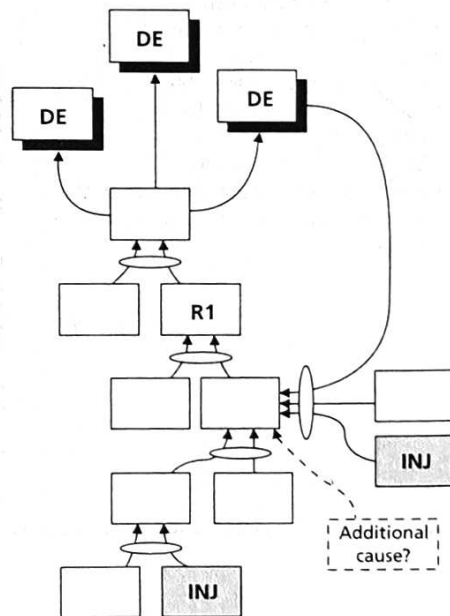 DE
DE
DE
R1
INJ
Additional
cause?
INJ